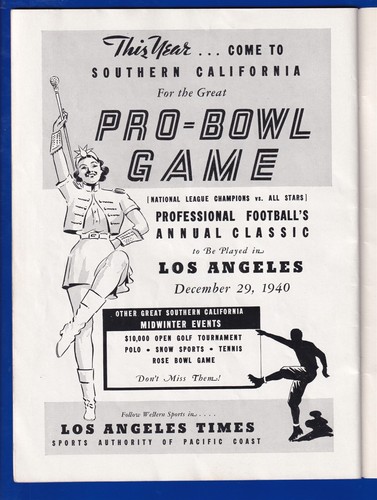 This Year . . . COME TO
SOUTHERN CALIFORNIA
For the Great
PRO-BOWL
GAME
[NATIONAL LEAGUE CHAMPIONS vs. ALL STARS]
PROFESSIONAL FOOTBALL'S
ANNUAL CLASSIC
to Be Played in
LOS ANGELES
December 29, 1940
OTHER GREAT SOUTHERN CALIFORNIA
MIDWINTER EVENTS
$10,000 OPEN GOLF TOURNAMENT
POLO • SNOW SPORTS • TENNIS
ROSE BOWL GAME
Don't Miss Them!
Follow Western Sports in . . . .
LOS ANGELES TIMES
SPORTS AUTHORITY OF PACIFIC COAST